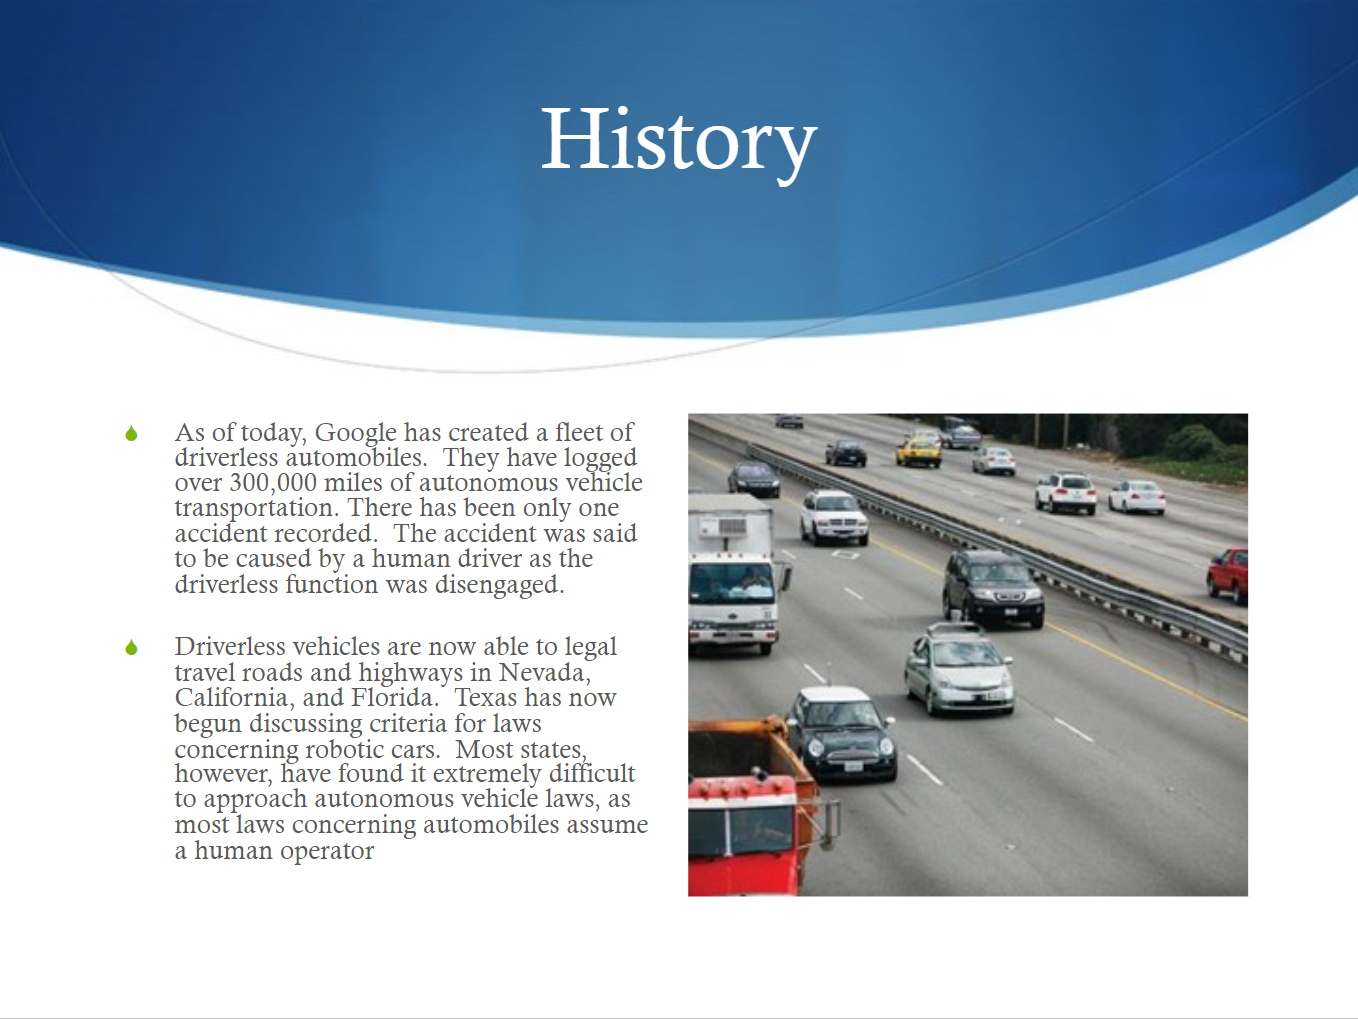 History
As of today, Google has created a fleet of
driverless automobiles.  They have logged
over 300,000 miles of autonomous vehicle
transportation. There has been only one
accident recorded.  The accident was said
to be caused by a human driver as the
driverless function was disengaged.
Driverless vehicles are now able to legal
travel roads and highways in Nevada,
California, and Florida.  Texas has now
begun discussing criteria for laws
concerning robotic cars.  Most states,
however, have found it extremely difficult
to approach autonomous vehicle laws, as
most laws concerning automobiles assume
a human operator